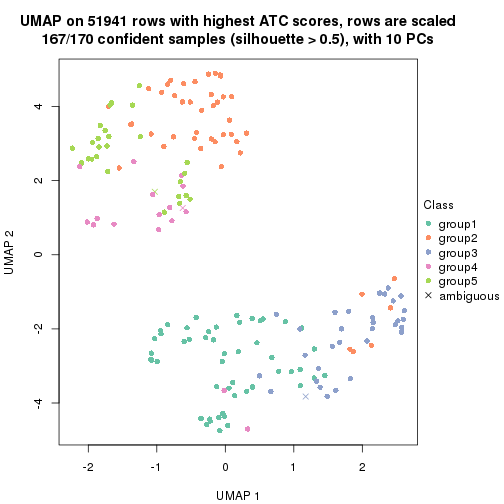 UMAP on 51941 rows with highest ATC scores, rows are scaled
167/170 confident samples (silhouette > 0.5), with 10 PCs
4
2
0
-2
-4
UMAP 2
-2
-1
0
1
2
UMAP 1
Class
group1
group2
group3
group4
group5
ambiguous